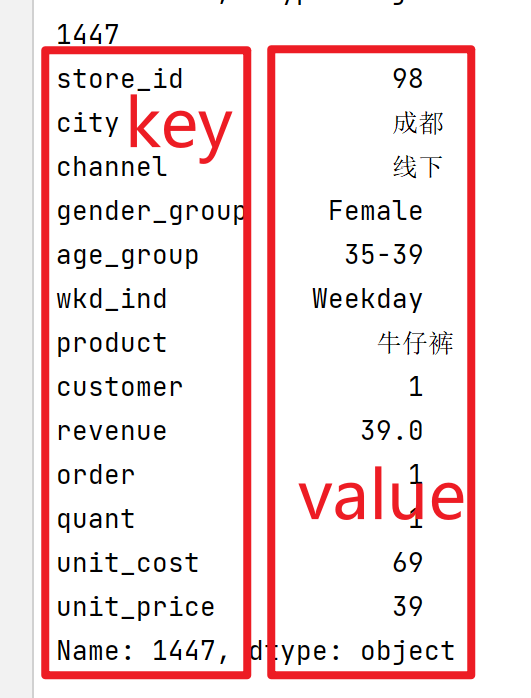 1447
store_id 98
city 成都
channel 线下
gender_group Female
age_group 35-39
wkd_ind Weekday
product 牛仔裤
customer 1
revenue 39.0
order 1
quant 1
unit_cost 69
unit_price 39
Name: 1447, dtype: object
key
value